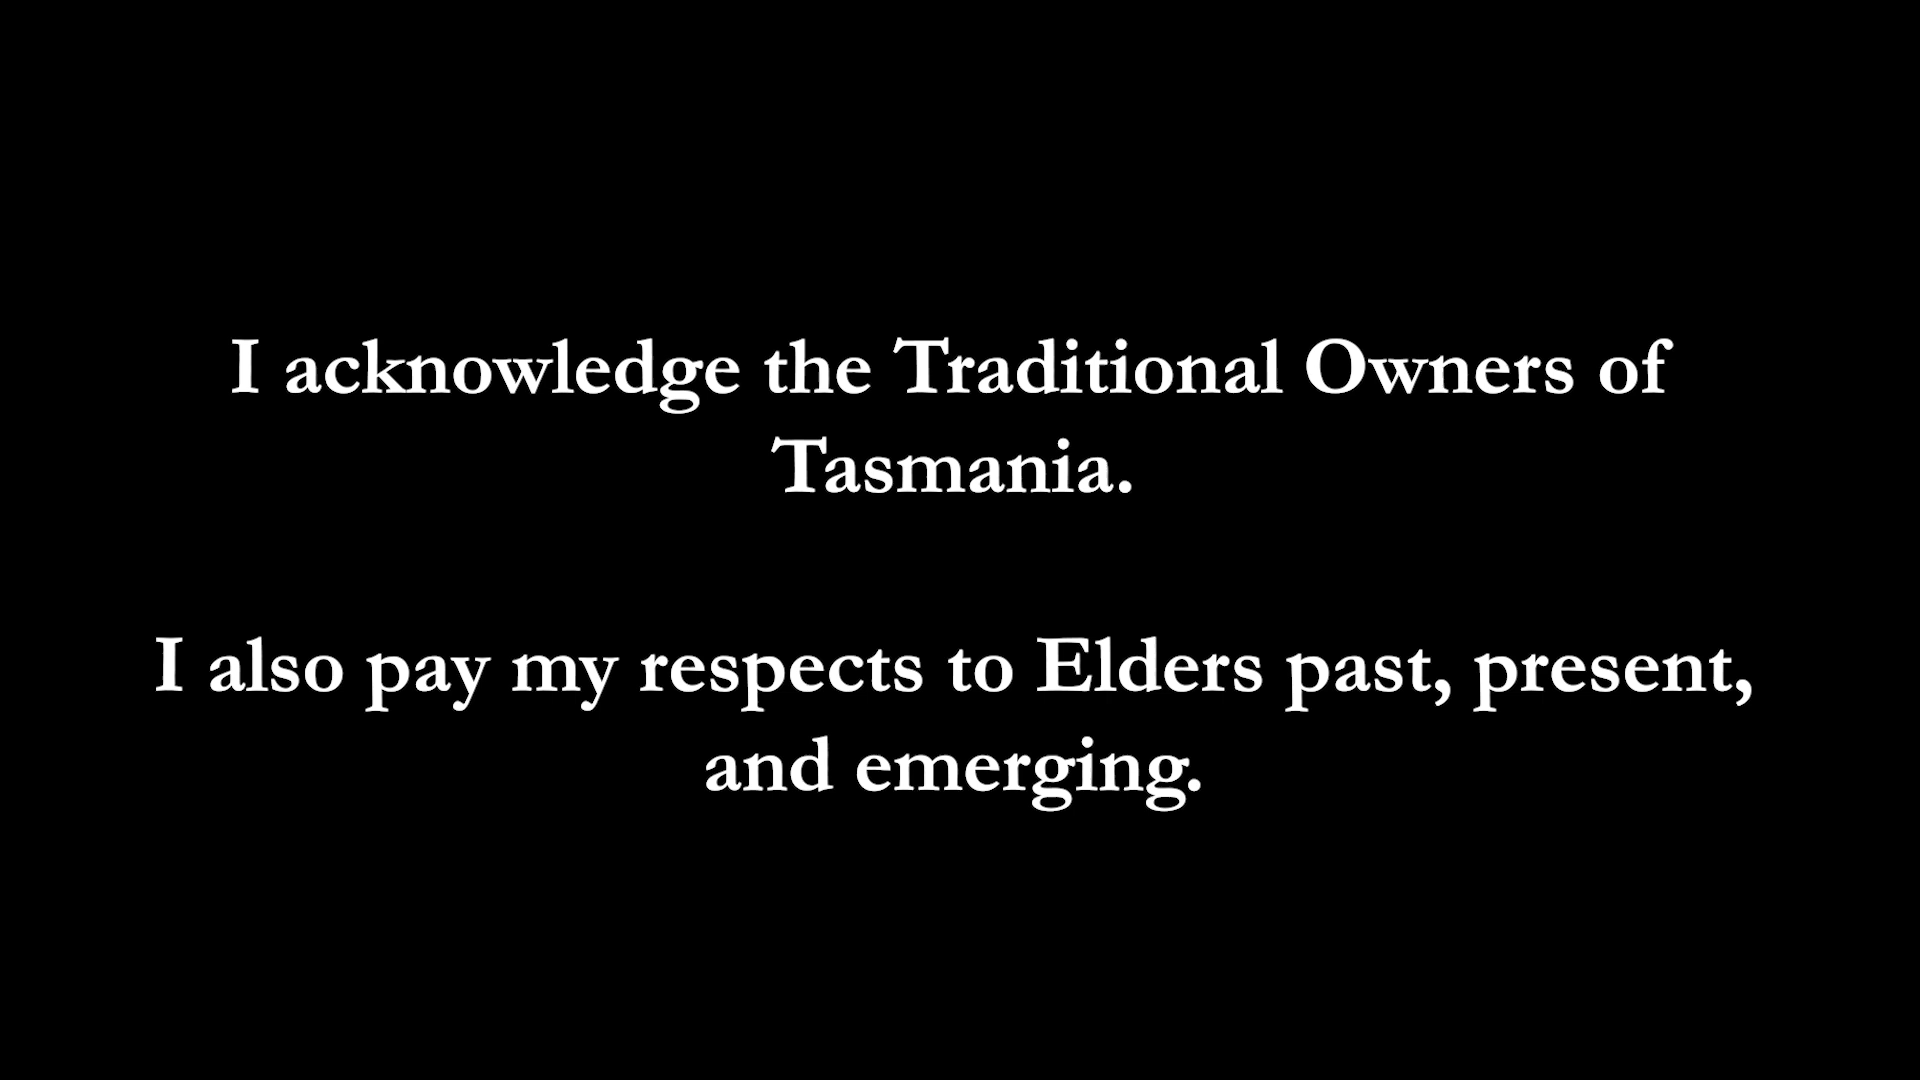 I acknowledge the Traditional Owners of
Tasmania.
I also pay my respects to Elders past, present,
and emerging.